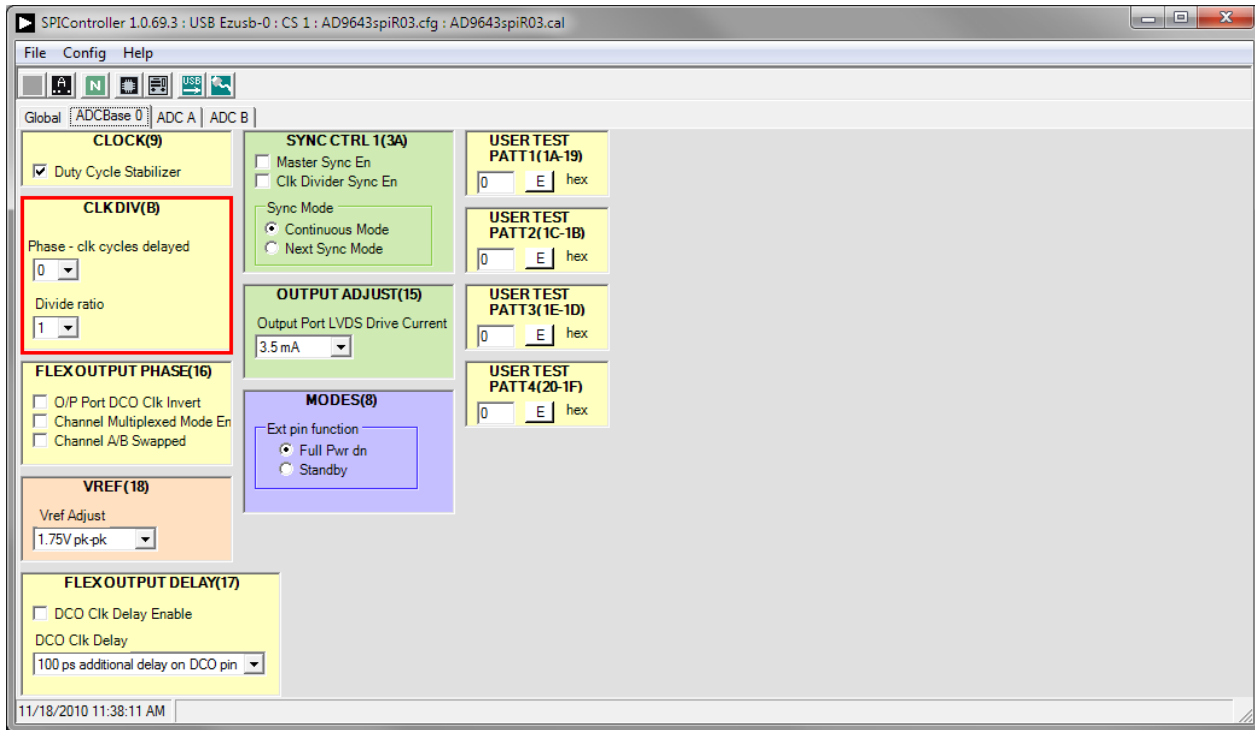 SPIController 1.0.69.3 : USB Ezusb-0 : CS 1 : AD9643spiR03.cfg : AD9643spiR03.cal
File Config Help
A N USB
Global ADCBase 0 ADC A ADC B
CLOCK(9)
Duty Cycle Stabilizer
CLKDIV(B)
Phase - clk cycles delayed
0
Divide ratio
1
FLEX OUTPUT PHASE(16)
O/P Port DCO Clk Invert
Channel Multiplexed Mode En
Channel A/B Swapped
VREF(18)
Vref Adjust
1.75V pk-pk
FLEX OUTPUT DELAY(17)
DCO Clk Delay Enable
DCO Clk Delay
100 ps additional delay on DCO pin
SYNC CTRL 1(3A)
Master Sync En
Clk Divider Sync En
Sync Mode
Continuous Mode
Next Sync Mode
OUTPUT ADJUST(15)
Output Port LVDS Drive Current
3.5 mA
MODES(8)
Ext pin function
Full Pwr dn
Standby
USER TEST
PATT1(1A-19)
0 E hex
USER TEST
PATT2(1C-1B)
0 E hex
USER TEST
PATT3(1E-1D)
0 E hex
USER TEST
PATT4(20-1F)
0 E hex
11/18/2010 11:38:11 AM